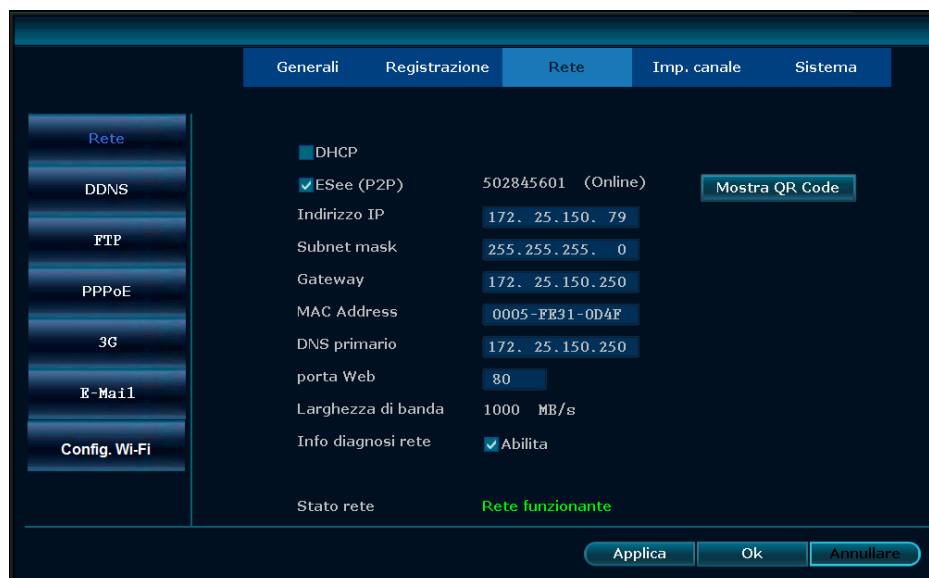 Generali Registrazione Rete Imp. canale Sistema
Rete
DDNS
FTP
PPPoE
3G
E-Mail
Config. Wi-Fi
DHCP
ESee (P2P) 502845601 (Online) Mostra QR Code
Indirizzo IP 172. 25.150. 79
Subnet mask 255.255.255. 0
Gateway 172. 25.150.250
MAC Address 0005-FE31-0D4F
DNS primario 172. 25.150.250
porta Web 80
Larghezza di banda 1000 MB/s
Info diagnosi rete Abilita
Stato rete Rete funzionante
Applica Ok Annullare